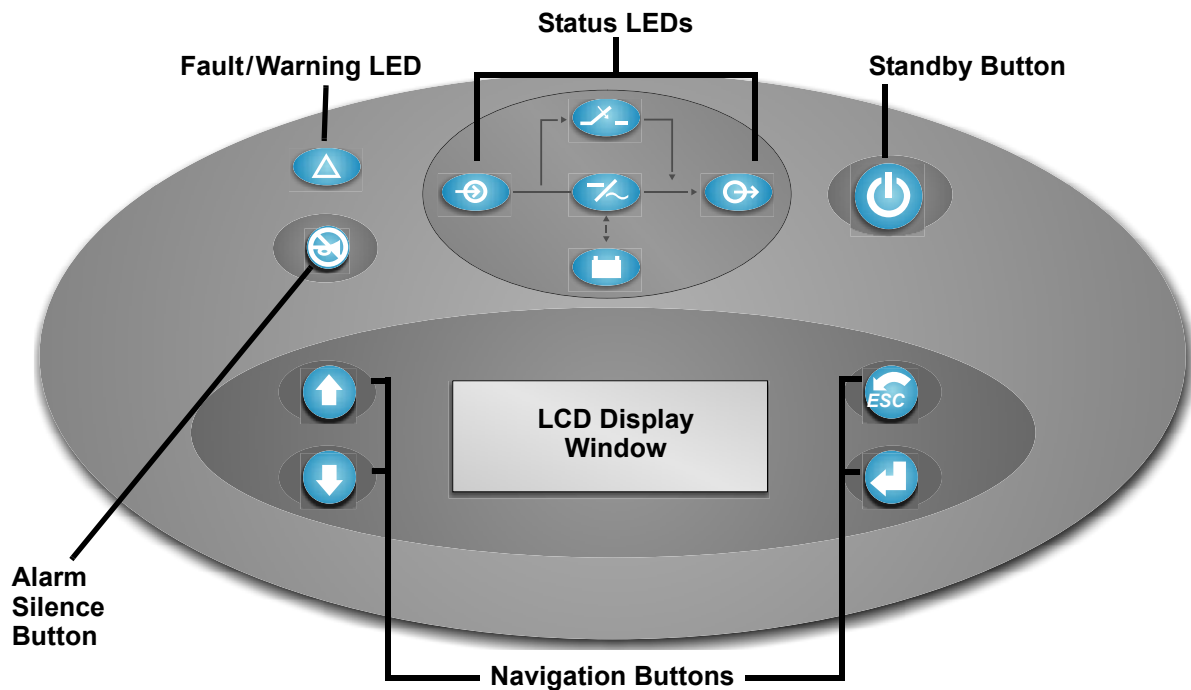 Status LEDs
Fault/Warning LED
Standby Button
LCD Display
Window
ESC
Alarm
Silence
Button
Navigation Buttons